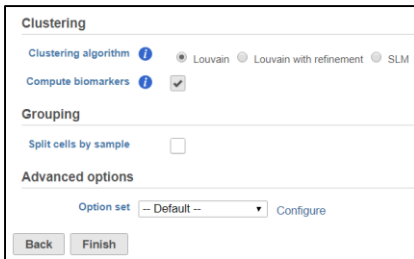 Clustering
Clustering algorithm i Louvain Louvain with refinement SLM
Compute biomarkers i
Grouping
Split cells by sample
Advanced options
Option set -- Default -- Configure
Back Finish